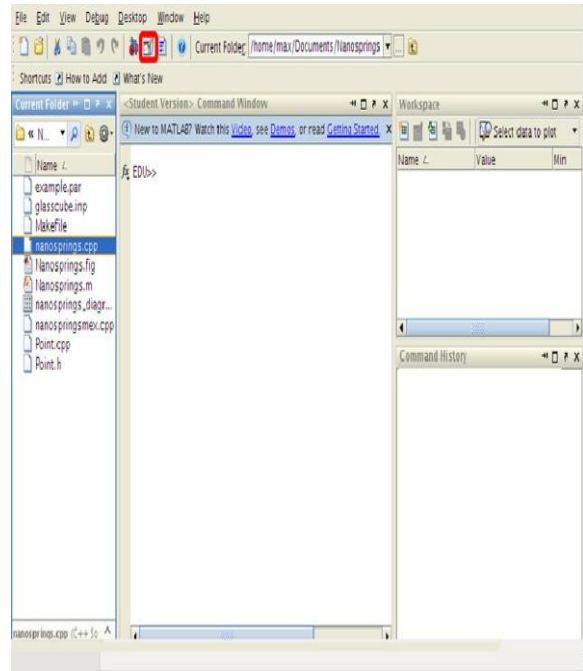 File Edit View Debug Desktop Window Help
Current Folder: /home/max/Documents/Nanosprings
Shortcuts How to Add What's New
Current Folder
« N...
Name
example.par
glasscube.inp
Makefile
nanosprings.cpp
Nanosprings.fig
Nanosprings.m
nanosprings_diagr...
nanospringsmex.cpp
Point.cpp
Point.h
nanosprings.cpp (C++ So
<Student Version> Command Window
New to MATLAB? Watch this Video, see Demos, or read Getting Started.
fx EDU>>
Workspace
Select data to plot
Name Value Min
Command History